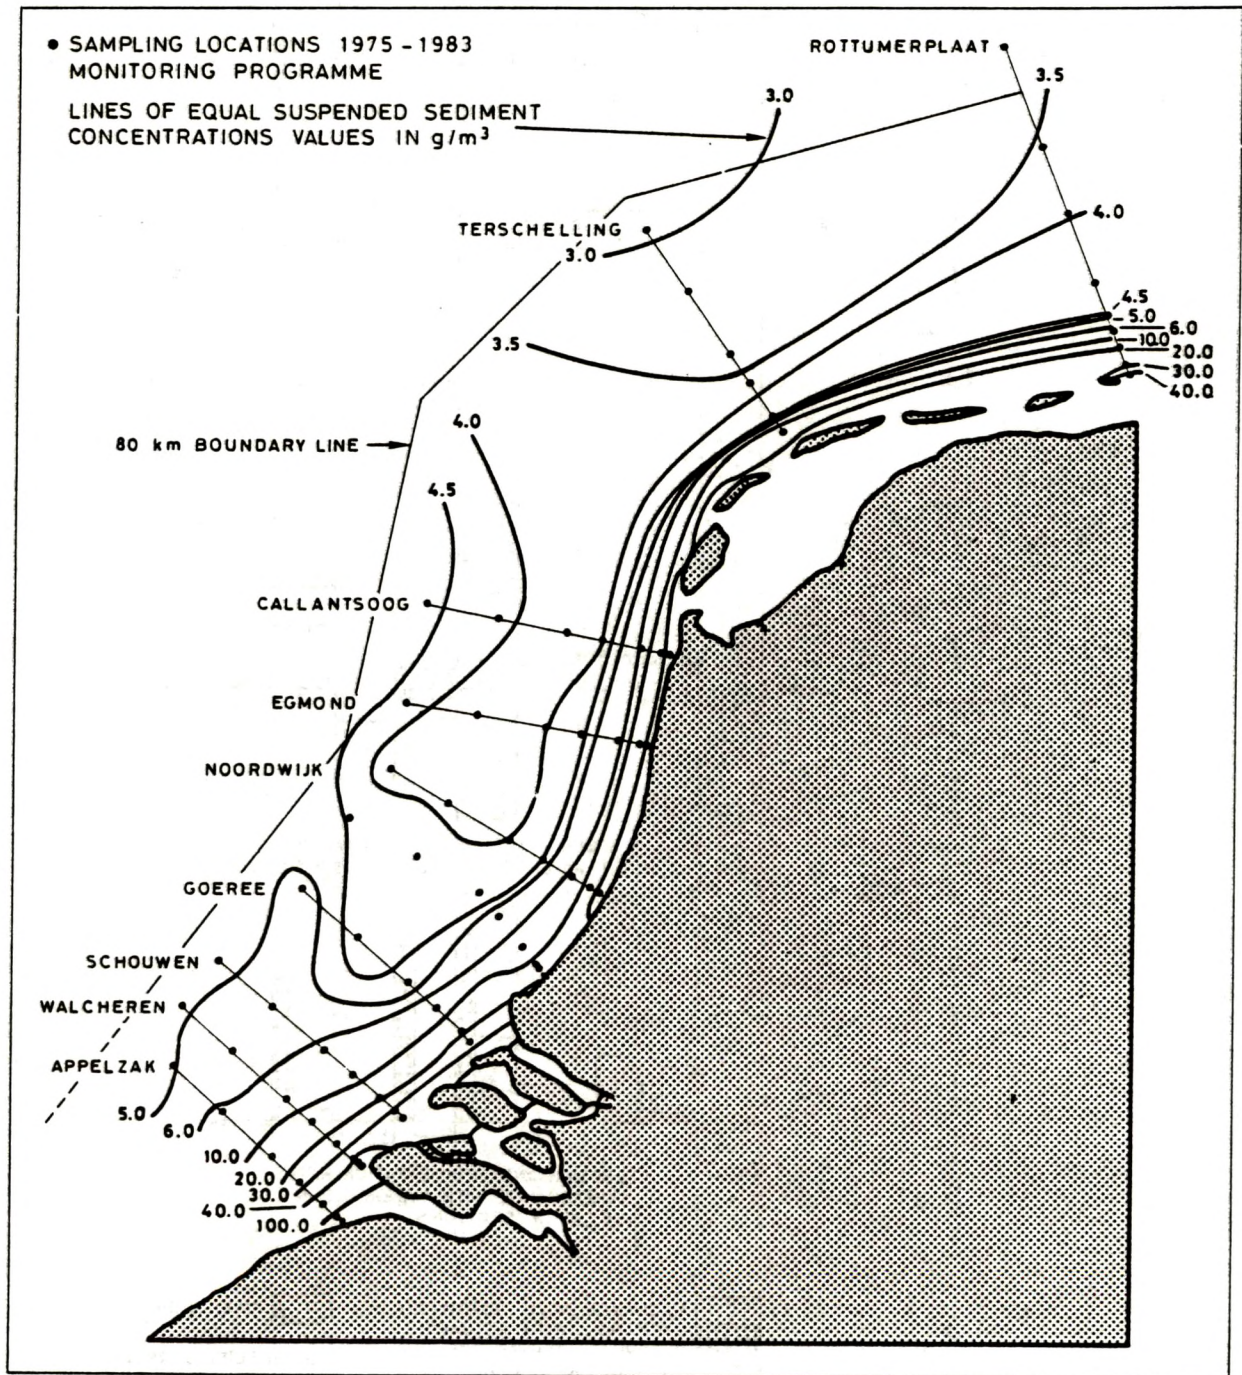 • SAMPLING LOCATIONS 1975-1983
MONITORING PROGRAMME
LINES OF EQUAL SUSPENDED SEDIMENT
CONCENTRATIONS VALUES IN g/m³
ROTTUMERPLAAT
3.5
3.0
4.0
TERSCHELLING
3.0
4.5
5.0
6.0
10.0
20.0
30.0
40.0
3.5
4.0
80 km BOUNDARY LINE
4.5
CALLANTSOOG
EGMOND
NOORDWIJK
GOEREE
SCHOUWEN
WALCHEREN
APPELZAK
5.0
6.0
10.0
20.0
30.0
40.0
100.0